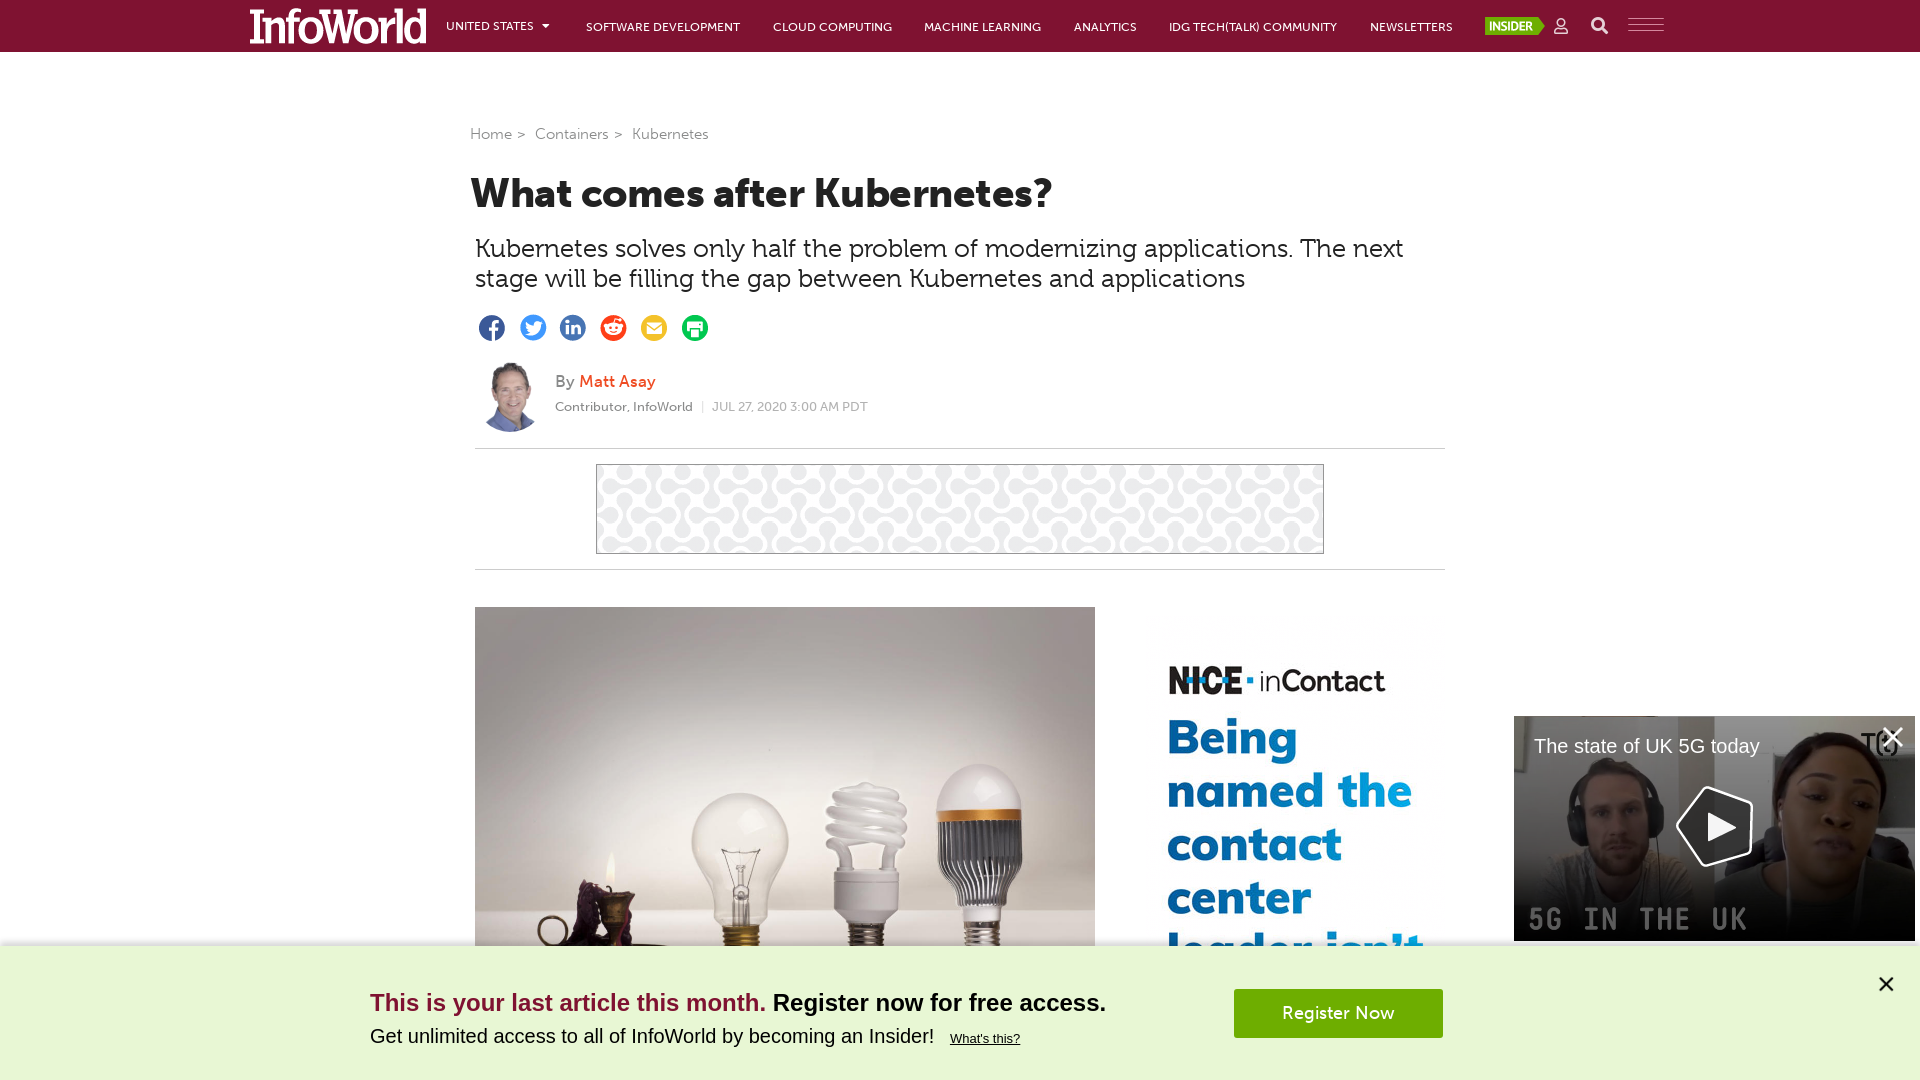 InfoWorld
UNITED STATES
SOFTWARE DEVELOPMENT
CLOUD COMPUTING
MACHINE LEARNING
ANALYTICS
IDG TECH(TALK) COMMUNITY
NEWSLETTERS
INSIDER
Home > Containers > Kubernetes
What comes after Kubernetes?
Kubernetes solves only half the problem of modernizing applications. The next
stage will be filling the gap between Kubernetes and applications
By Matt Asay
Contributor, InfoWorld | JUL 27, 2020 3:00 AM PDT
NICE inContact
Being
named the
contact
center
leader isn't
The state of UK 5G today
5G IN THE UK
This is your last article this month. Register now for free access.
Get unlimited access to all of InfoWorld by becoming an Insider! What's this?
Register Now